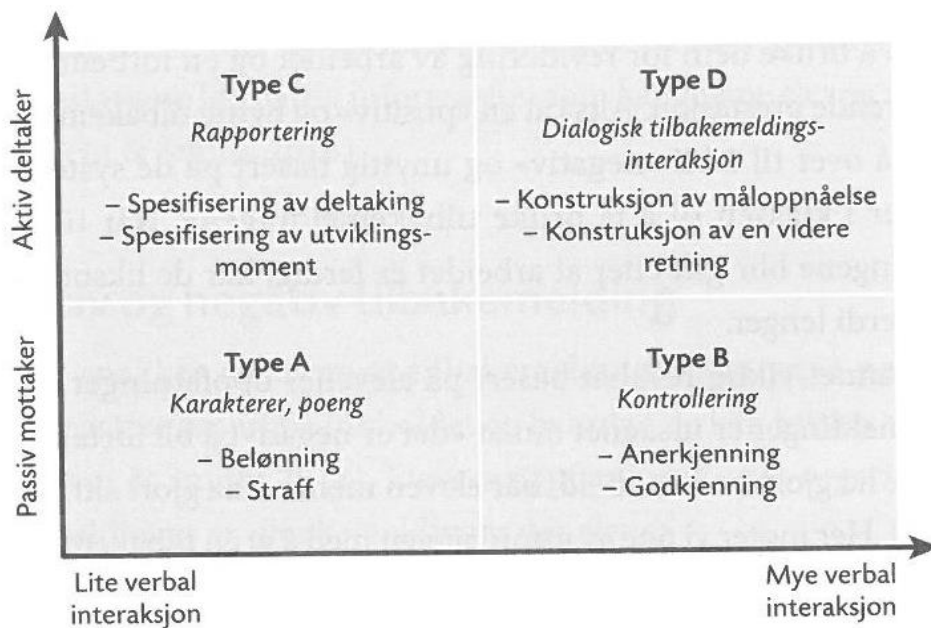 Type C
Rapportering
– Spesifisering av deltaking
– Spesifisering av utviklings-
moment
Type D
Dialogisk tilbakemeldings-
interaksjon
– Konstruksjon av måloppnåelse
– Konstruksjon av en videre
retning
Aktiv deltaker
Type A
Karakterer, poeng
– Belønning
– Straff
Type B
Kontrollering
– Anerkjenning
– Godkjenning
Passiv mottaker
Lite verbal
interaksjon
Mye verbal
interaksjon